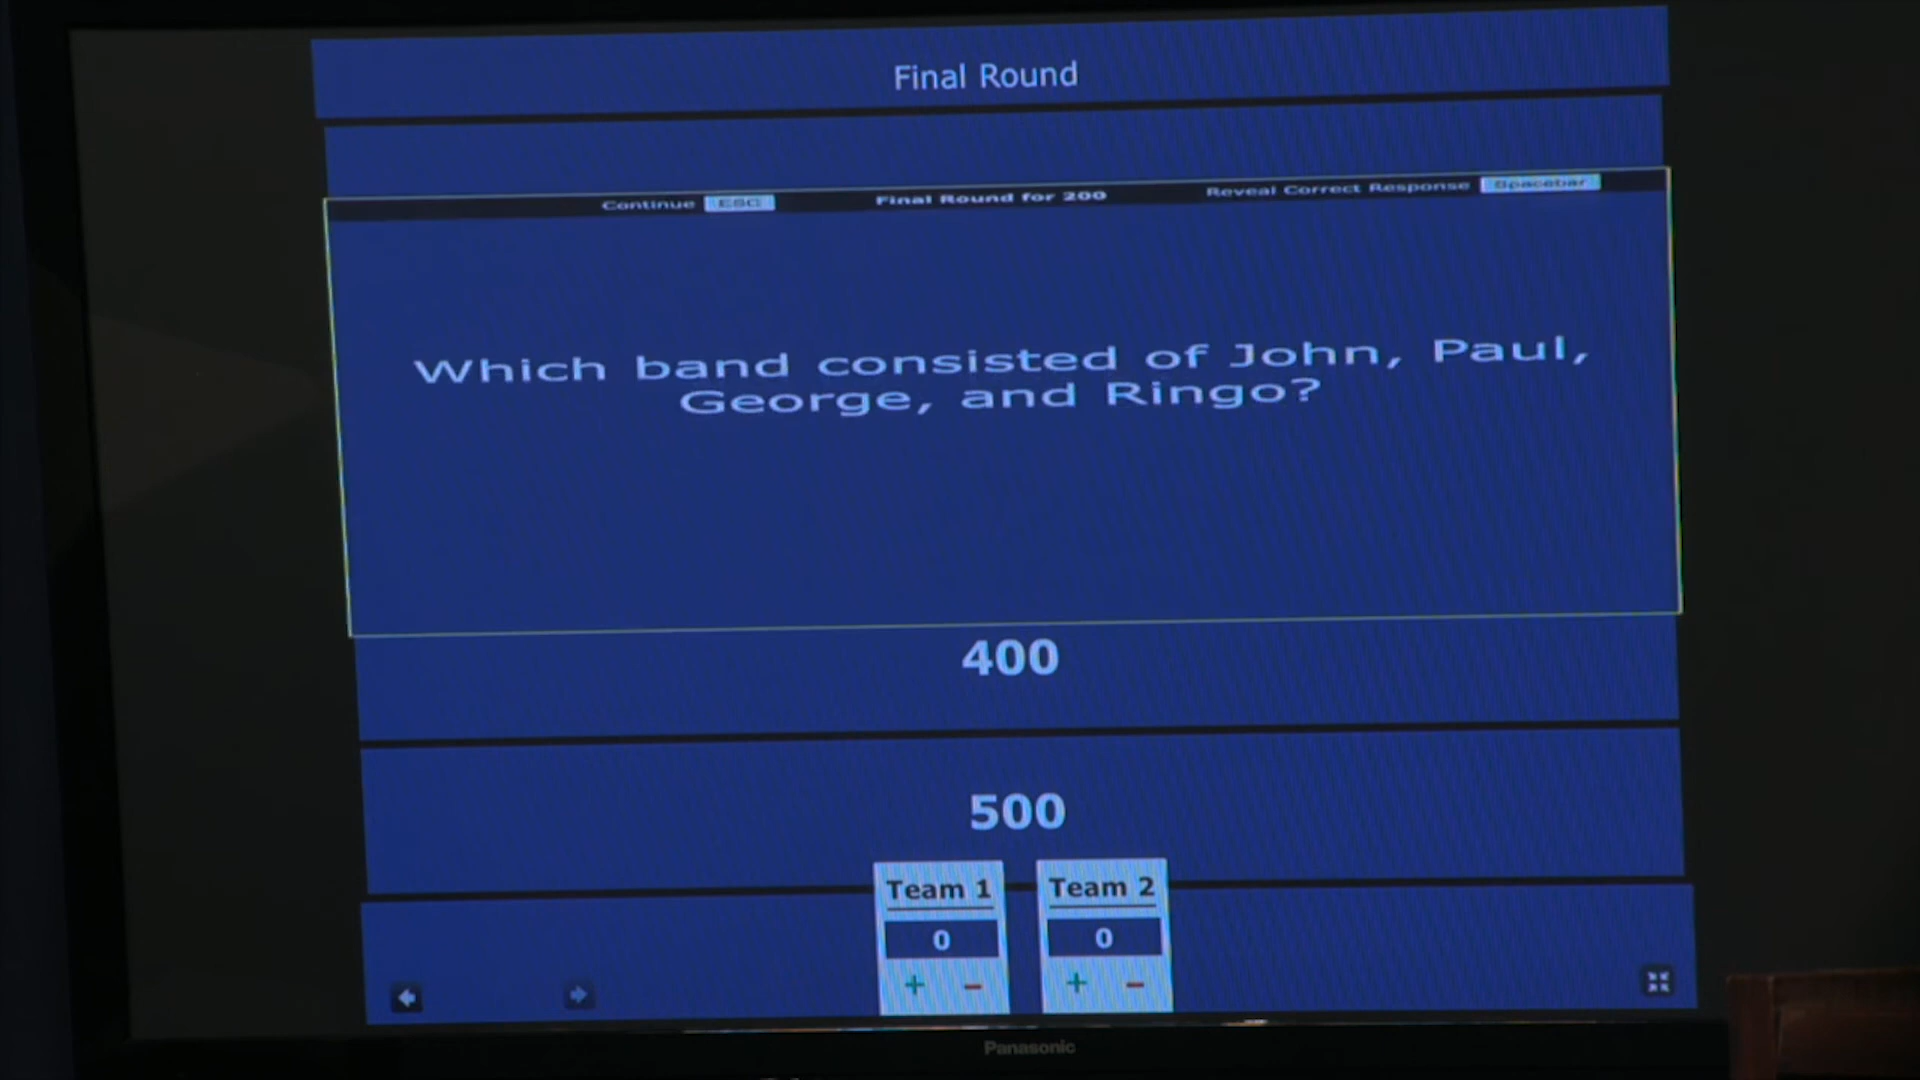 Final Round
Continue ESC Final Round for 200 Reveal Correct Response Spacebar
Which band consisted of John, Paul,
George, and Ringo?
400
500
Team 1 Team 2
0 0
+ - + -
Panasonic